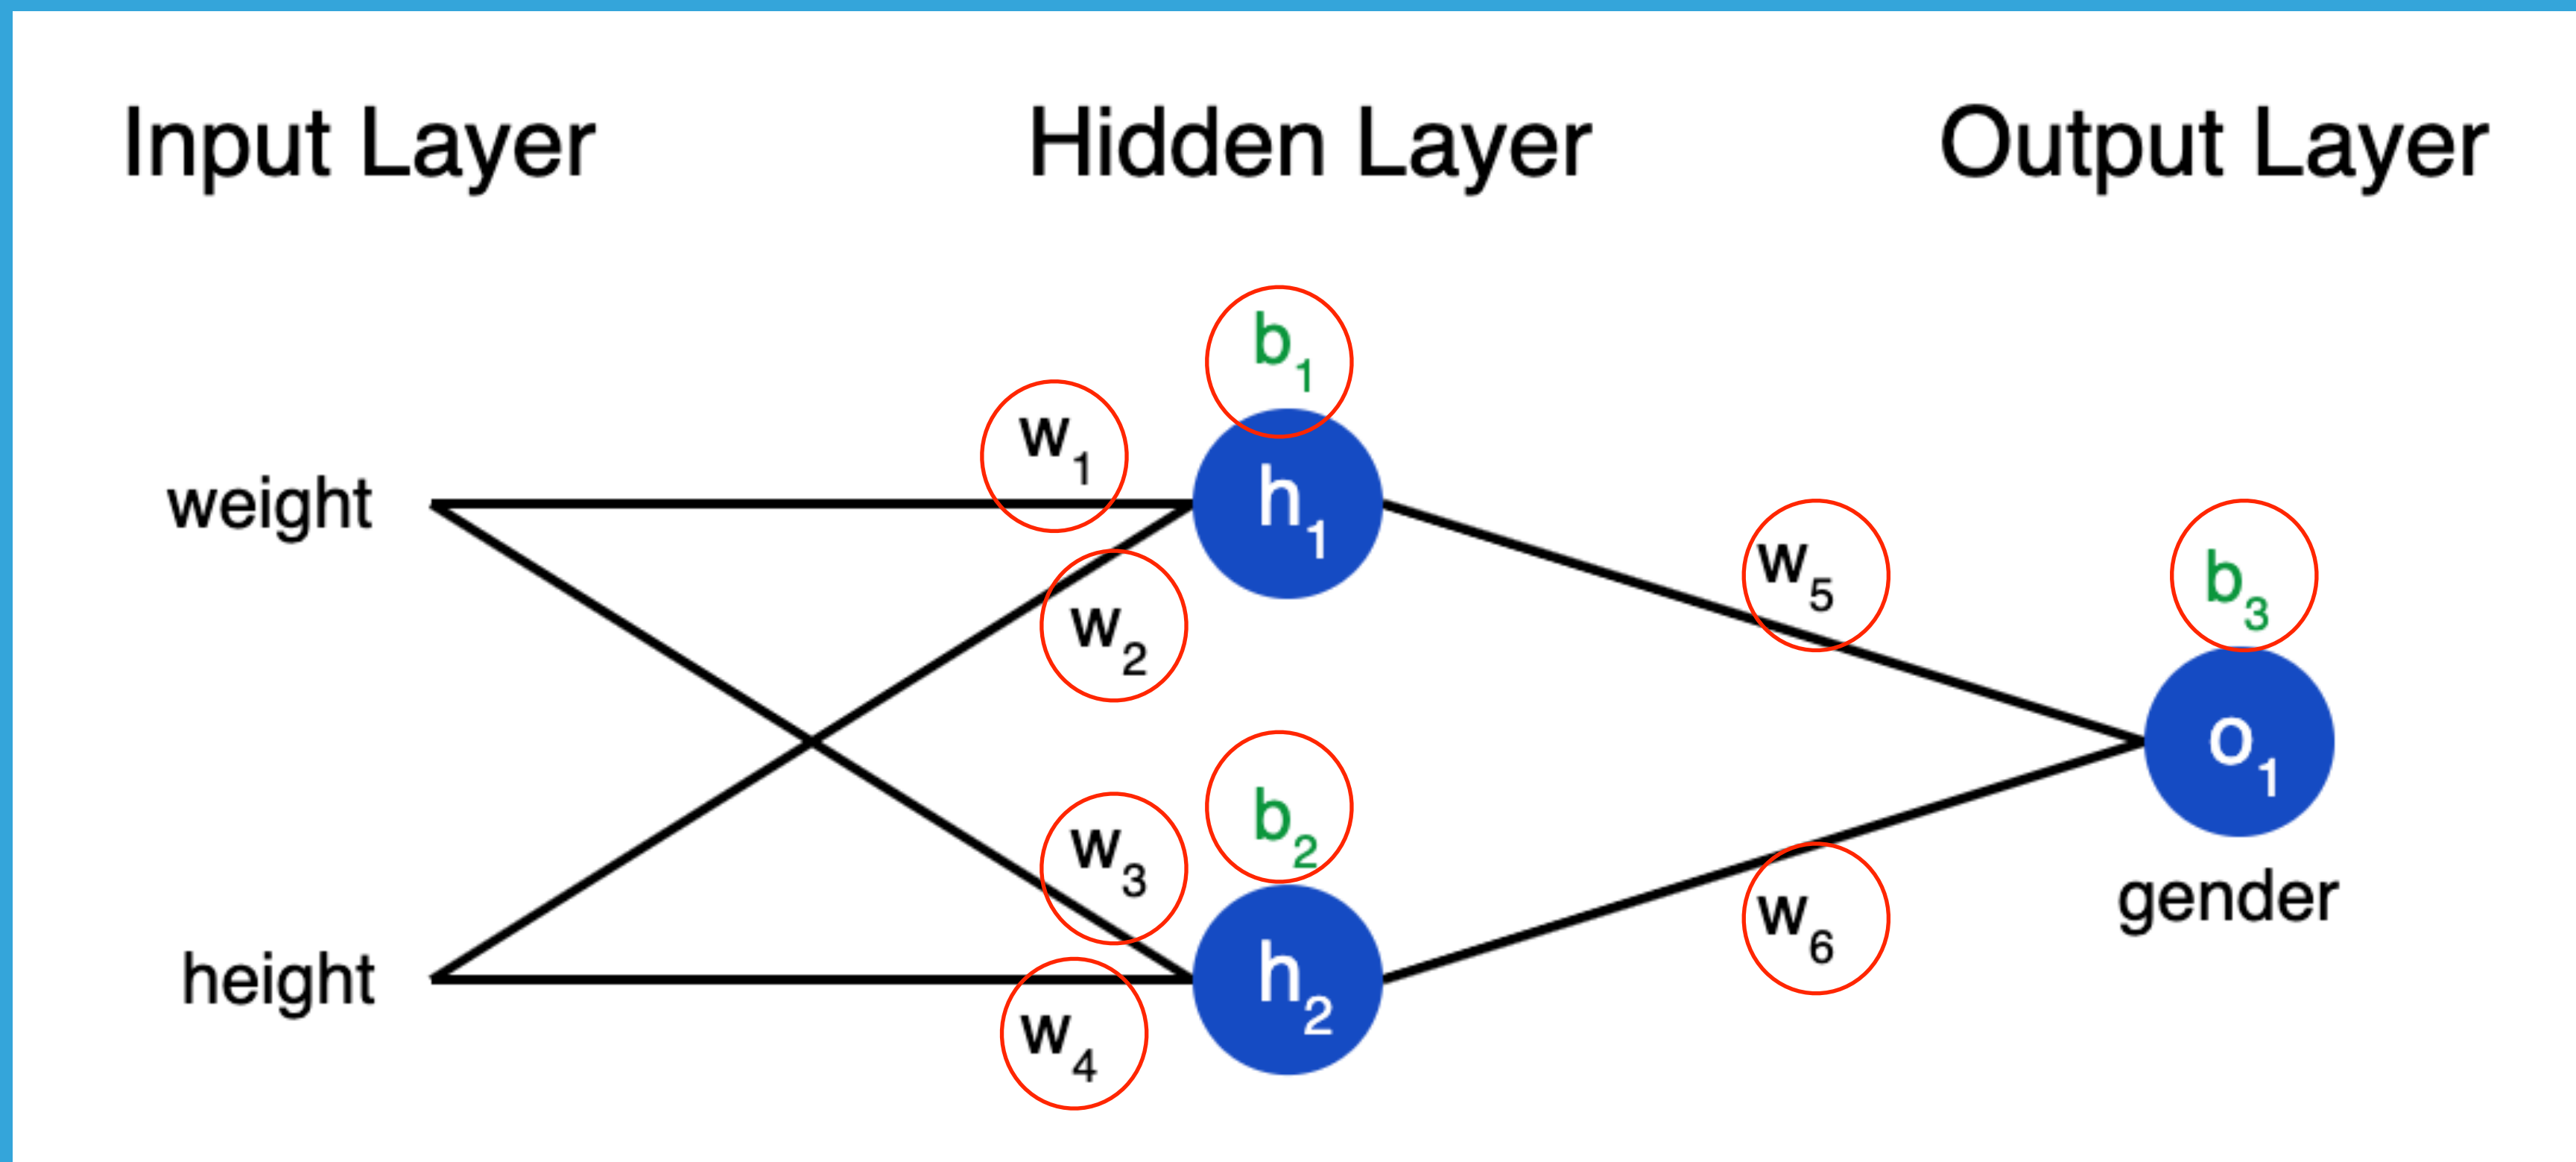 Input Layer
Hidden Layer
Output Layer
b₁
w₁
weight
h₁
w₂
w₅
b₃
o₁
gender
b₂
w₃
height
h₂
w₄
w₆